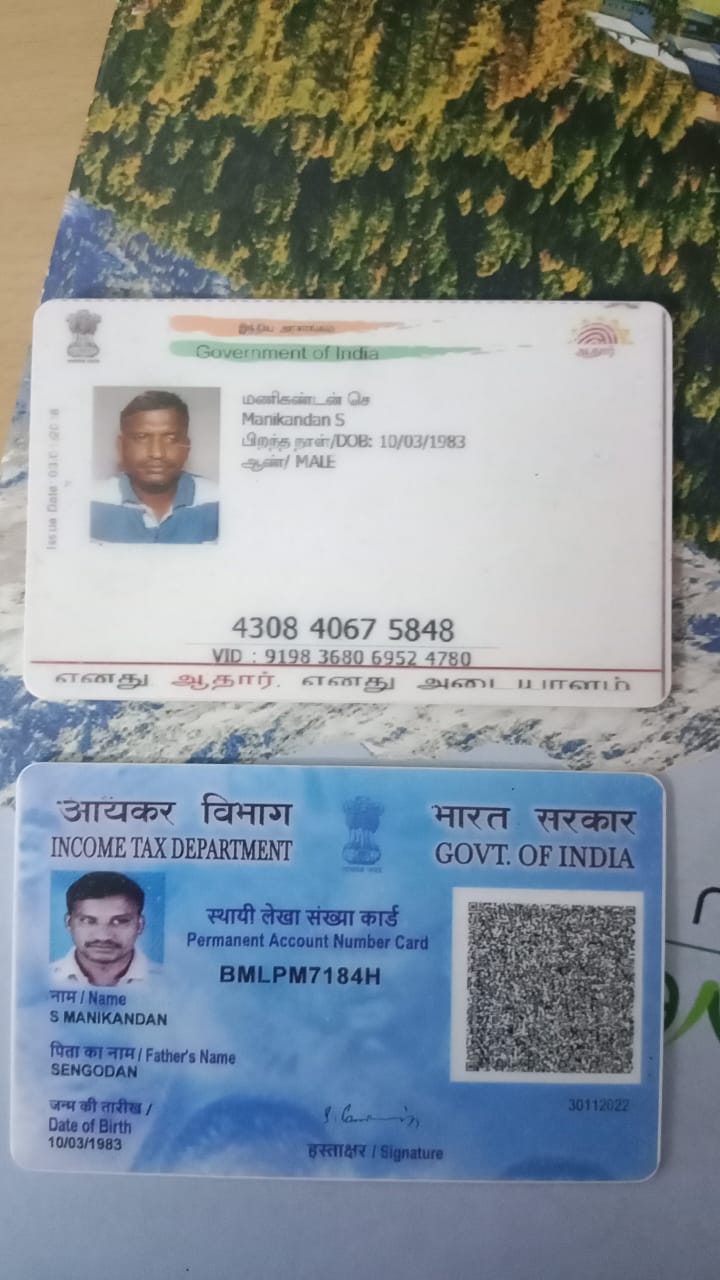 இந்திய அரசாங்கம்
Government of India
ஆதார்
மணிகண்டன் செ
Manikandan S
பிறந்த நாள்/DOB: 10/03/1983
ஆண்/ MALE
4308 4067 5848
VID : 9198 3680 6952 4780
எனது ஆதார், எனது அடையாளம்
आयकर विभाग
INCOME TAX DEPARTMENT
भारत सरकार
GOVT. OF INDIA
स्थायी लेखा संख्या कार्ड
Permanent Account Number Card
BMLPM7184H
नाम / Name
S MANIKANDAN
पिता का नाम / Father's Name
SENGODAN
जन्म की तारीख /
Date of Birth
10/03/1983
हस्ताक्षर / Signature
30112022